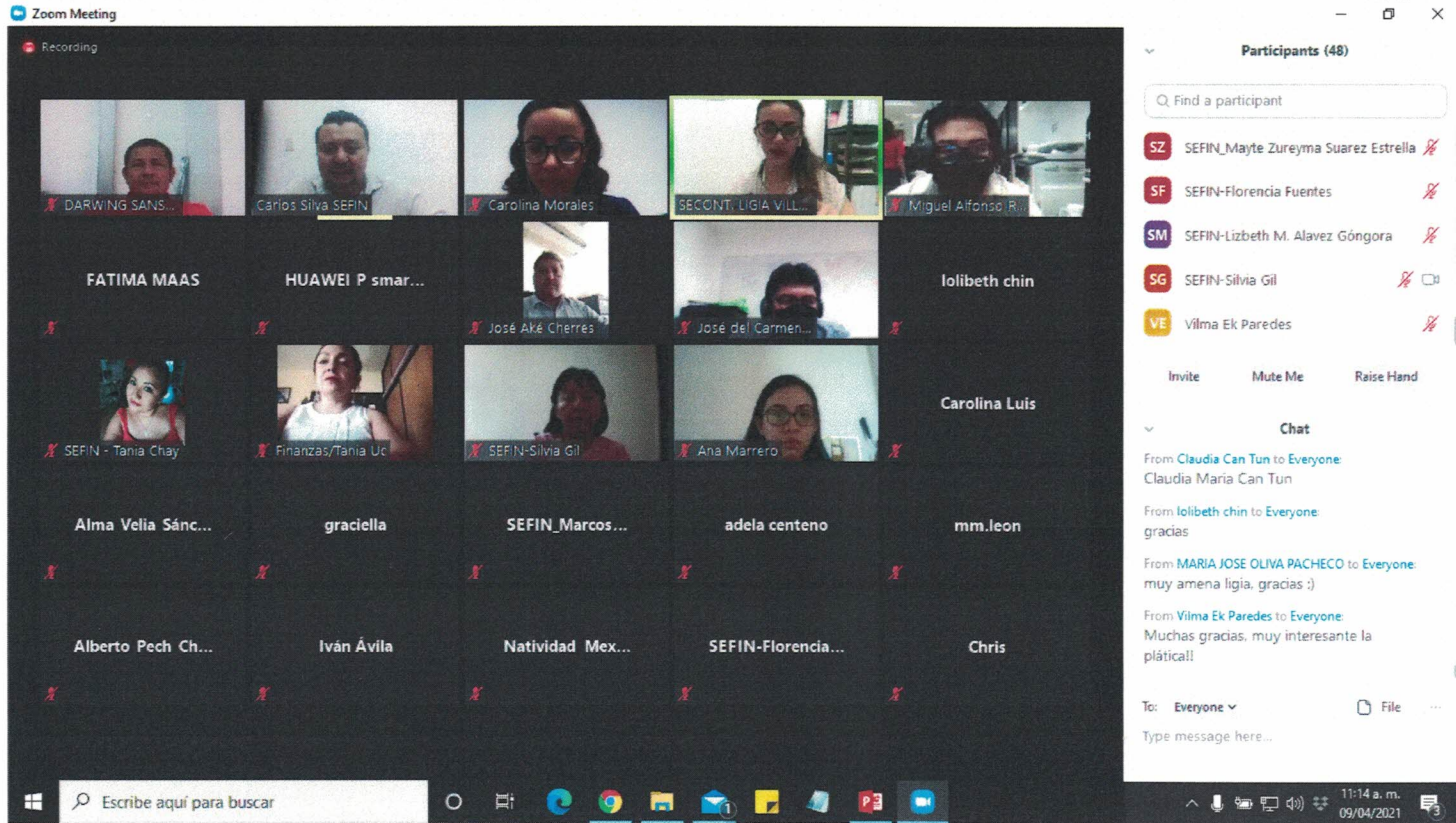 Zoom Meeting
Recording
DARWING SANS...
Carlos Silva SEFIN
Carolina Morales
SECONT. LIGIA VILL...
Miguel Alfonso R...
FATIMA MAAS
HUAWEI P smar...
José Aké Cherres
José del Carmen...
lolibeth chin
SEFIN - Tania Chay
Finanzas/Tania Uc
SEFIN-Silvia Gil
Ana Marrero
Carolina Luis
Alma Velia Sánc...
graciella
SEFIN_Marcos...
adela centeno
mm.leon
Alberto Pech Ch...
Iván Ávila
Natividad Mex...
SEFIN-Florencia...
Chris
Participants (48)
Find a participant
SZ SEFIN_Mayte Zureyma Suarez Estrella
SF SEFIN-Florencia Fuentes
SM SEFIN-Lizbeth M. Alavez Góngora
SG SEFIN-Silvia Gil
VE Vilma Ek Paredes
Invite Mute Me Raise Hand
Chat
From Claudia Can Tun to Everyone:
Claudia Maria Can Tun
From lolibeth chin to Everyone:
gracias
From MARIA JOSE OLIVA PACHECO to Everyone:
muy amena ligia, gracias :)
From Vilma Ek Paredes to Everyone:
Muchas gracias, muy interesante la
plática!!
To: Everyone File ...
Type message here...
Escribe aquí para buscar
1
11:14 a. m.
09/04/2021
3